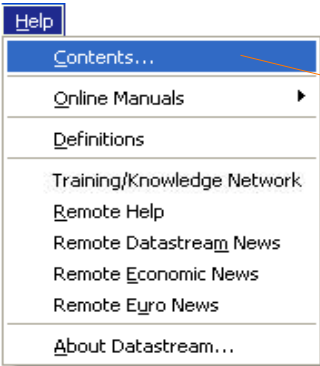 Help
Contents...
Online Manuals
Definitions
Training/Knowledge Network
Remote Help
Remote Datastream News
Remote Economic News
Remote Euro News
About Datastream...